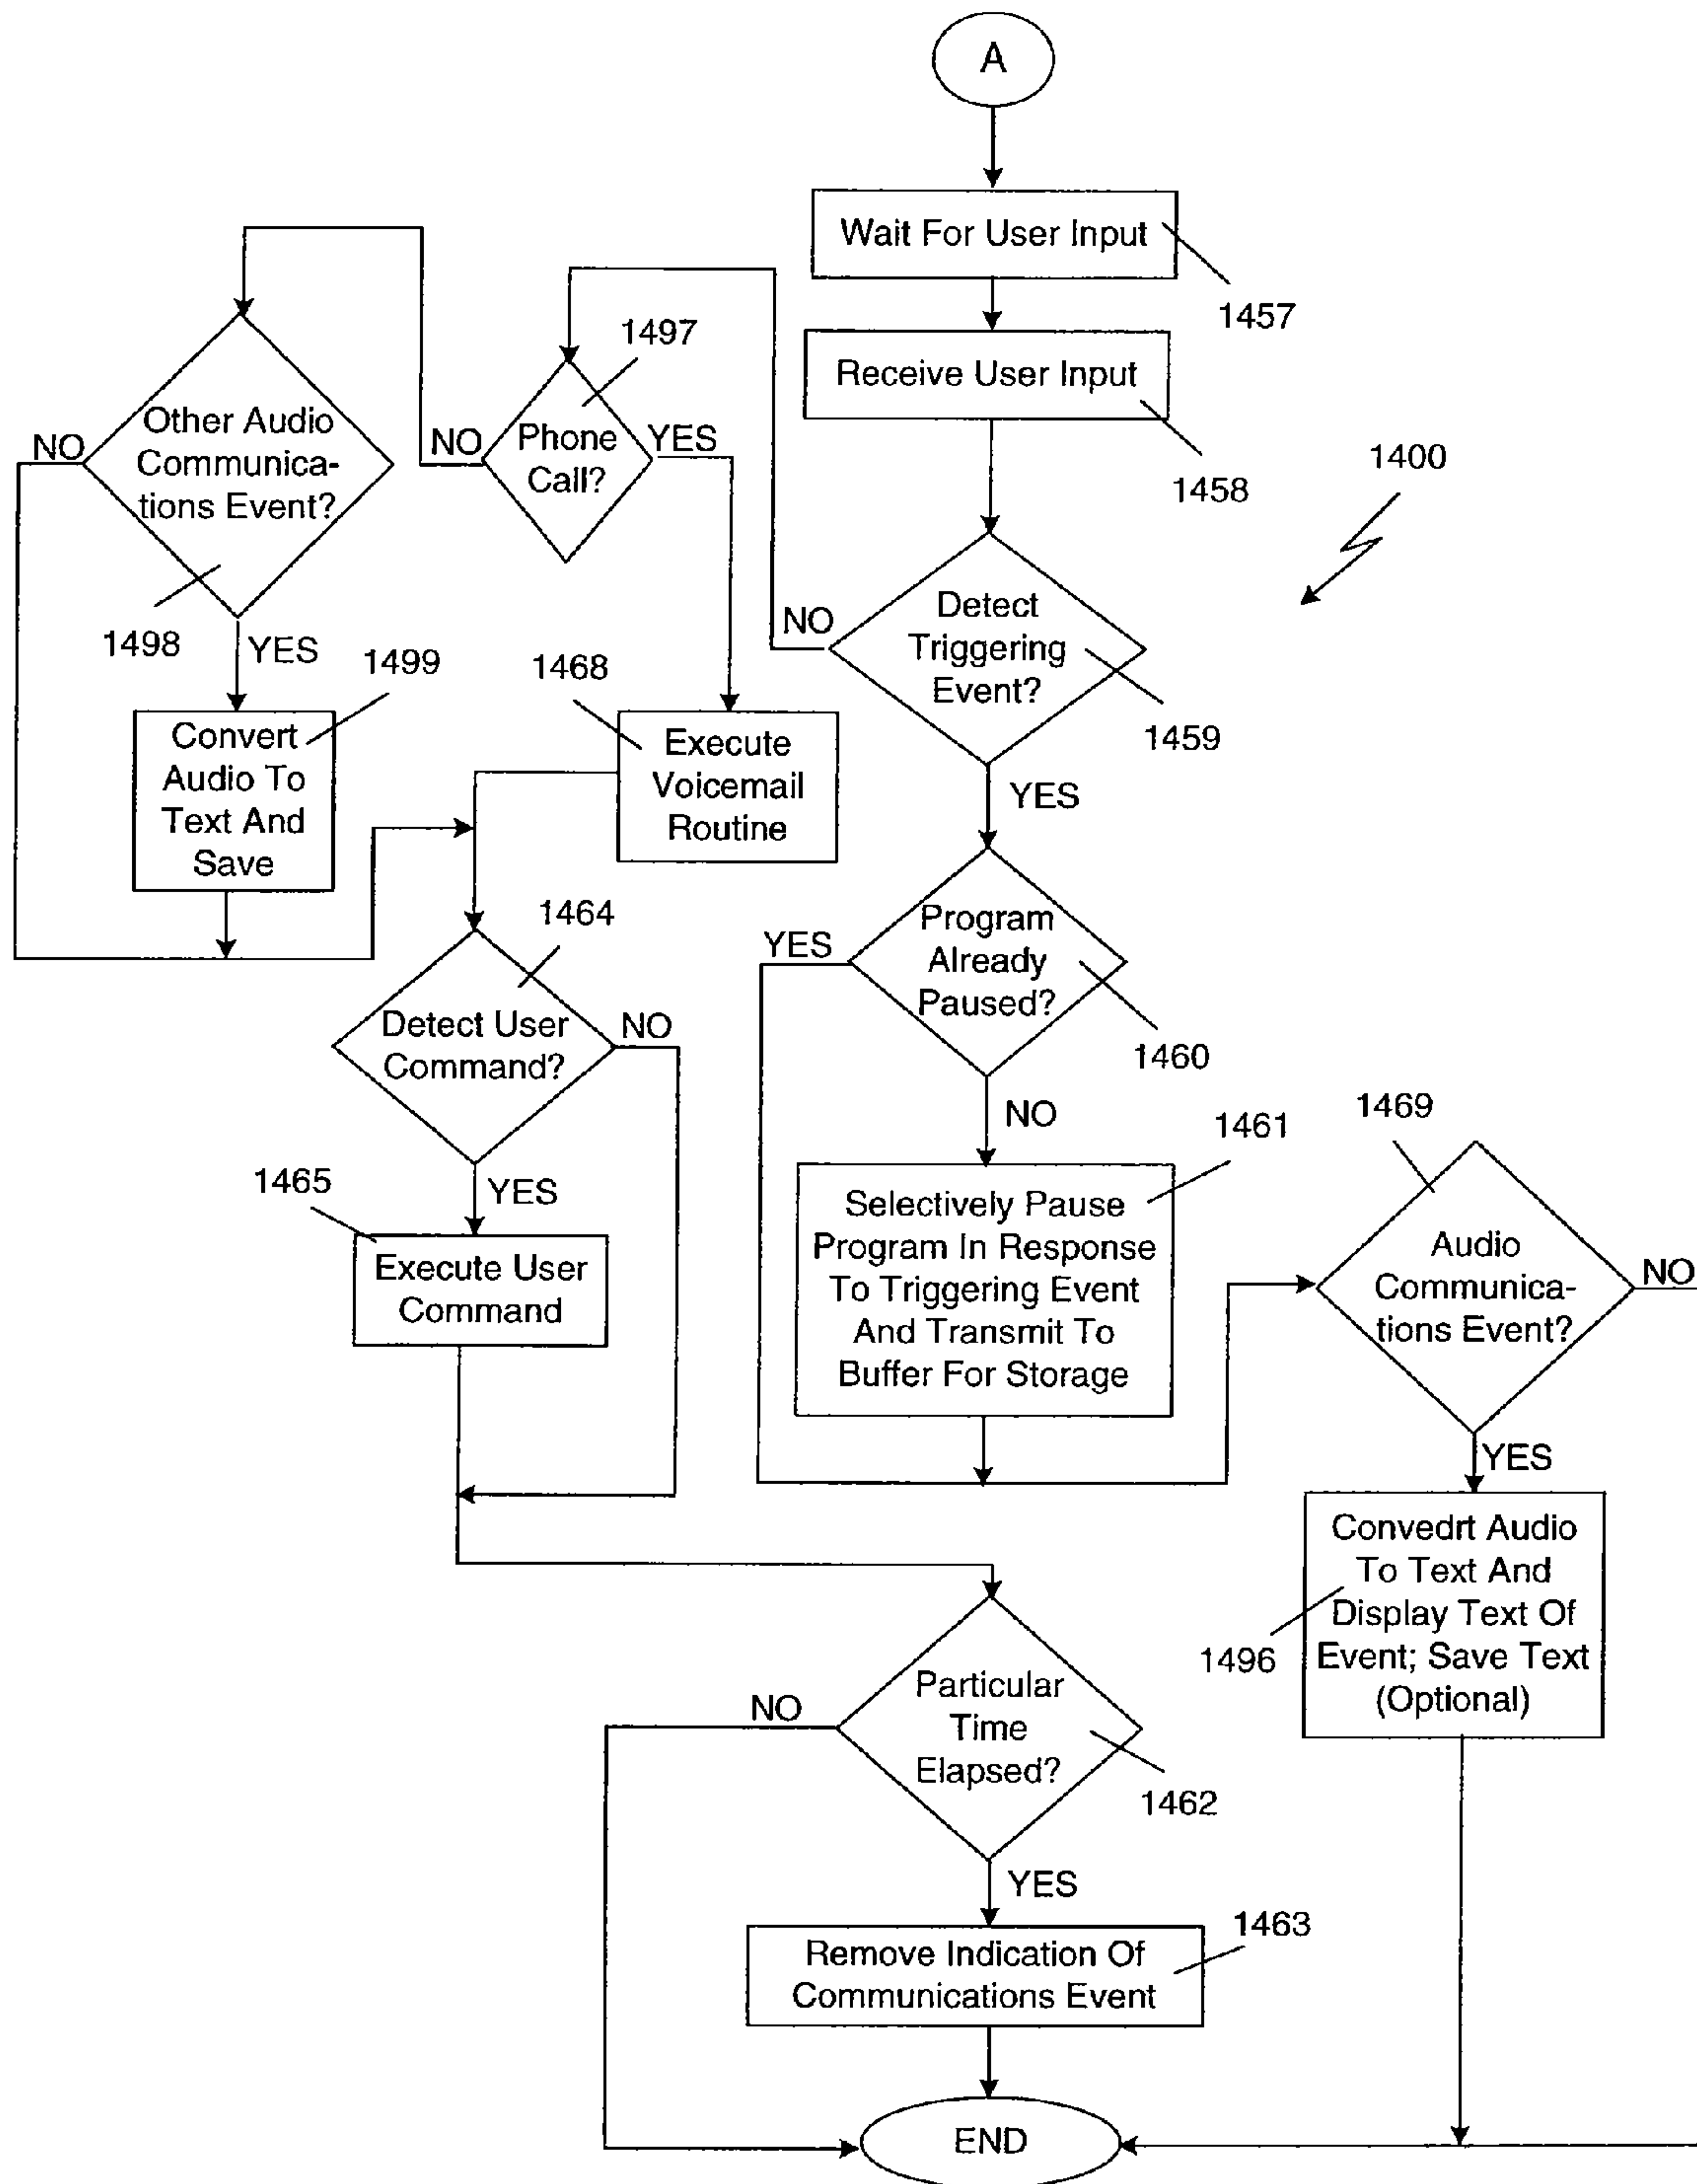 A
Wait For User Input
1457
Receive User Input
1458
1400
Detect
Triggering
Event?
1459
NO
YES
1497
Phone
Call?
NO
YES
Other Audio
Communica-
tions Event?
NO
1498
YES
1499
Convert
Audio To
Text And
Save
1468
Execute
Voicemail
Routine
1464
Detect User
Command?
NO
YES
1465
Execute User
Command
Program
Already
Paused?
YES
1460
NO
1461
Selectively Pause
Program In Response
To Triggering Event
And Transmit To
Buffer For Storage
1469
Audio
Communica-
tions Event?
NO
YES
Convedrt Audio
To Text And
Display Text Of
Event; Save Text
(Optional)
1496
Particular
Time
Elapsed?
NO
1462
YES
1463
Remove Indication Of
Communications Event
END